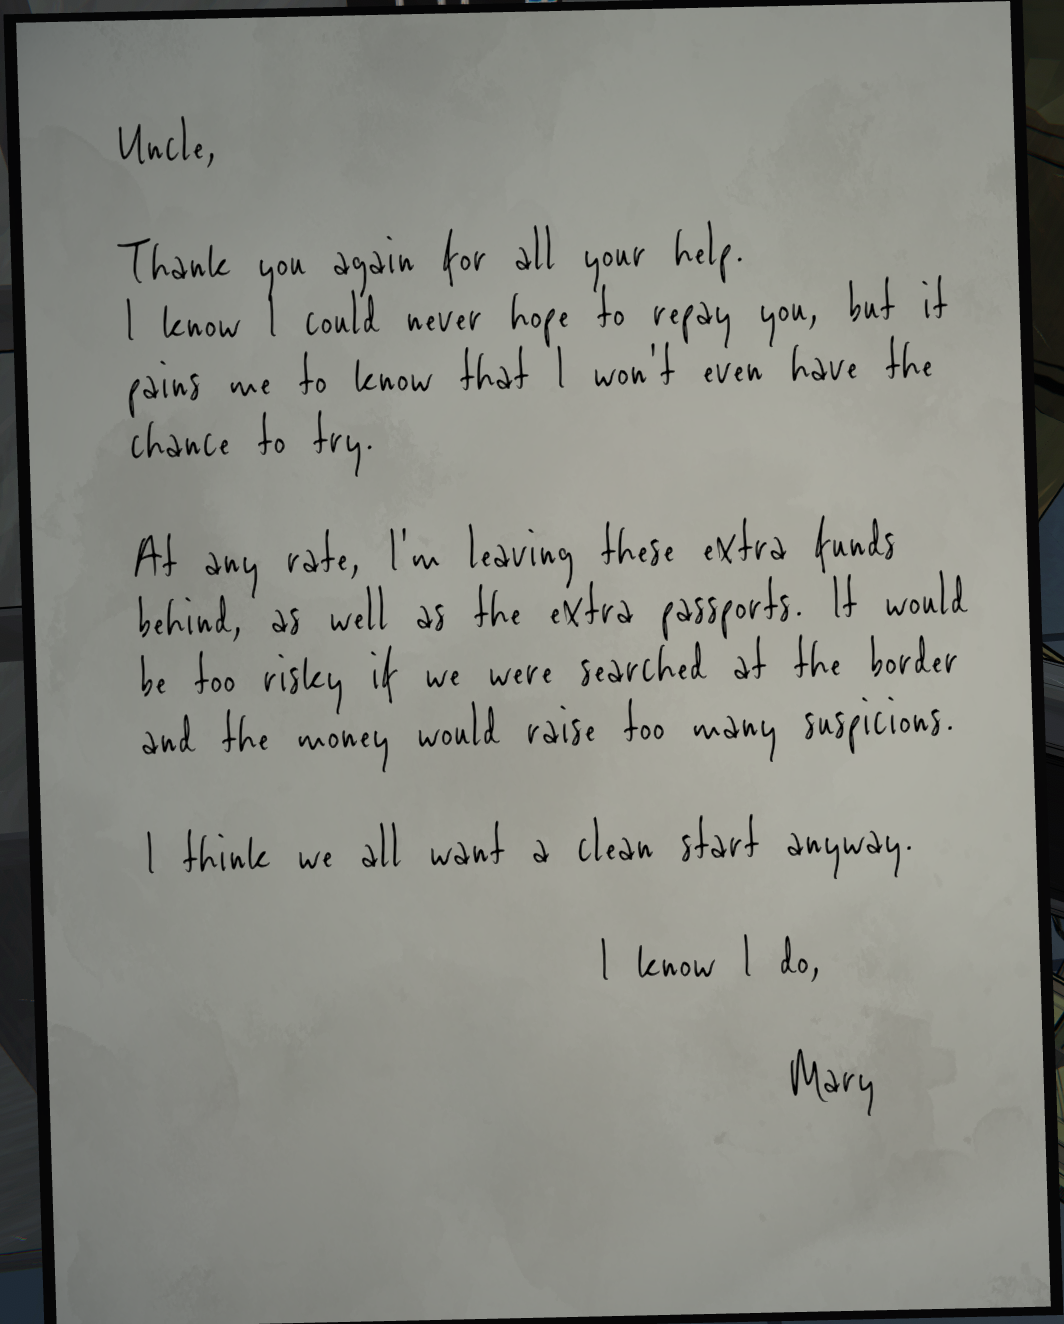 Uncle,
Thank you again for all your help.
I know I could never hope to repay you, but it
pains me to know that I won't even have the
chance to try.
At any rate, I'm leaving these extra funds
behind, as well as the extra passports. It would
be too risky if we were searched at the border
and the money would raise too many suspicions.
I think we all want a clean start anyway.
I know I do,
Mary